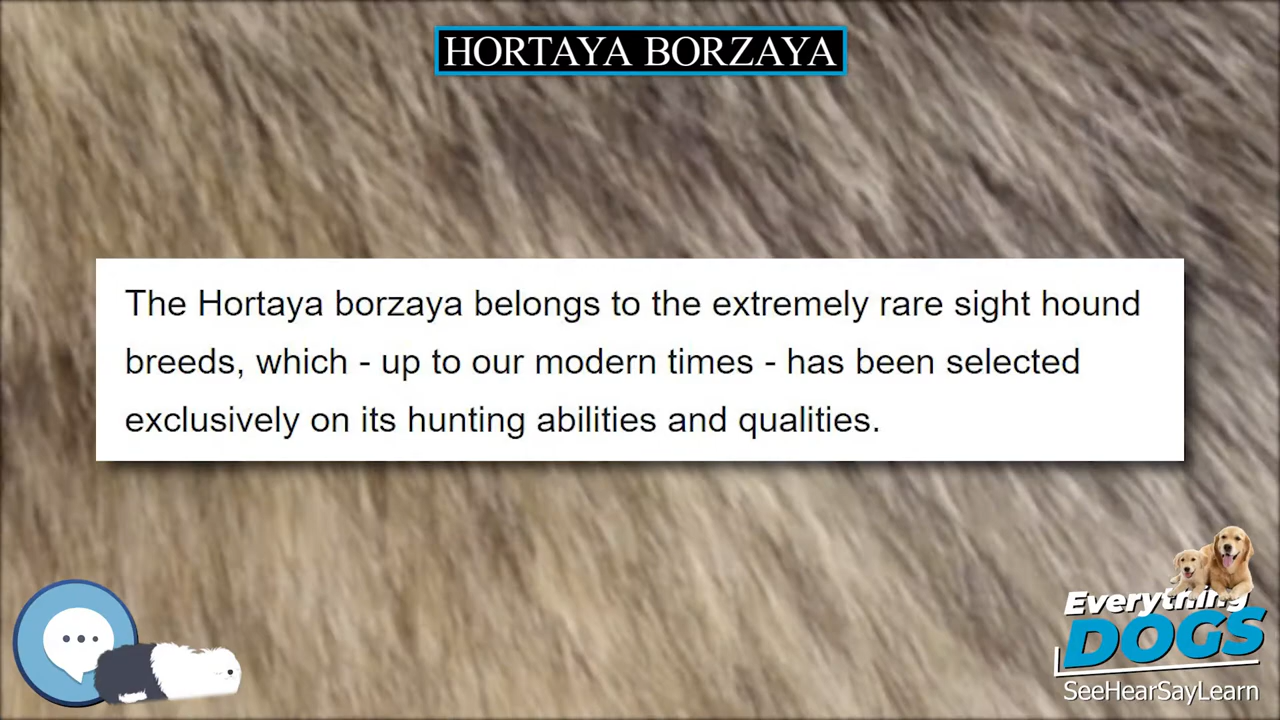 HORTAYA BORZAYA
The Hortaya borzaya belongs to the extremely rare sight hound
breeds, which - up to our modern times - has been selected
exclusively on its hunting abilities and qualities.
Everything
DOGS
SeeHearSayLearn